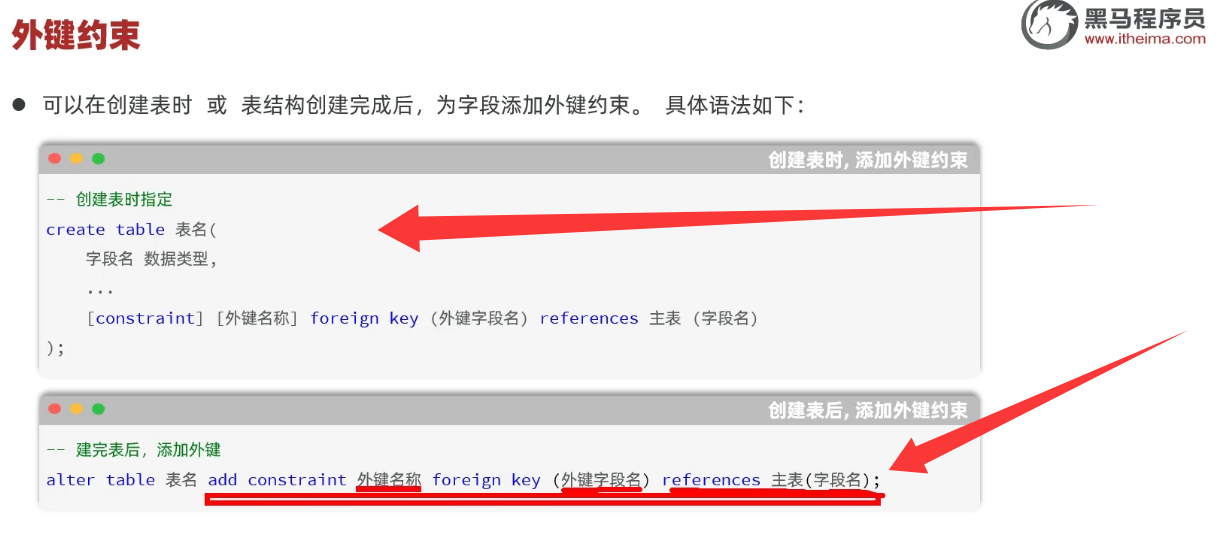 外键约束
黑马程序员
www.itheima.com
● 可以在创建表时 或 表结构创建完成后，为字段添加外键约束。 具体语法如下：
创建表时, 添加外键约束
-- 创建表时指定
create table 表名(
字段名 数据类型,
...
[constraint] [外键名称] foreign key (外键字段名) references 主表 (字段名)
);
创建表后, 添加外键约束
-- 建完表后，添加外键
alter table 表名 add constraint 外键名称 foreign key (外键字段名) references 主表(字段名);